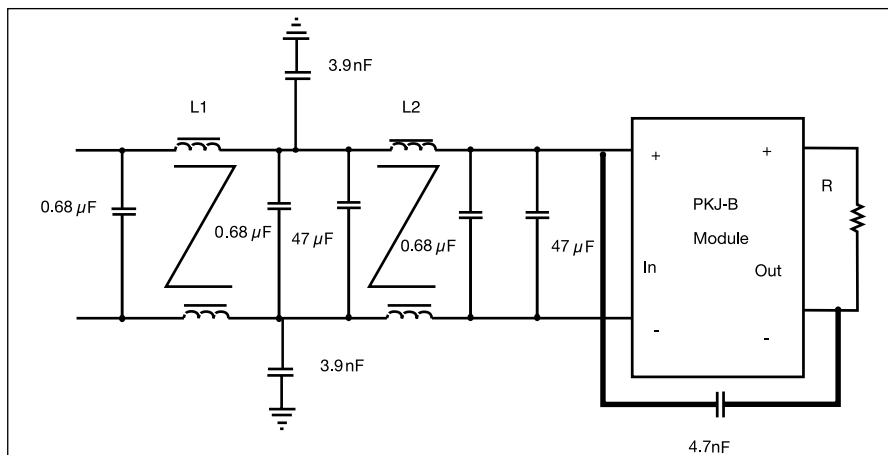 3.9nF
L1
L2
0.68 µF
0.68 µF
47 µF
0.68 µF
47 µF
+
+
PKJ-B
Module
R
In
Out
-
-
3.9nF
4.7nF